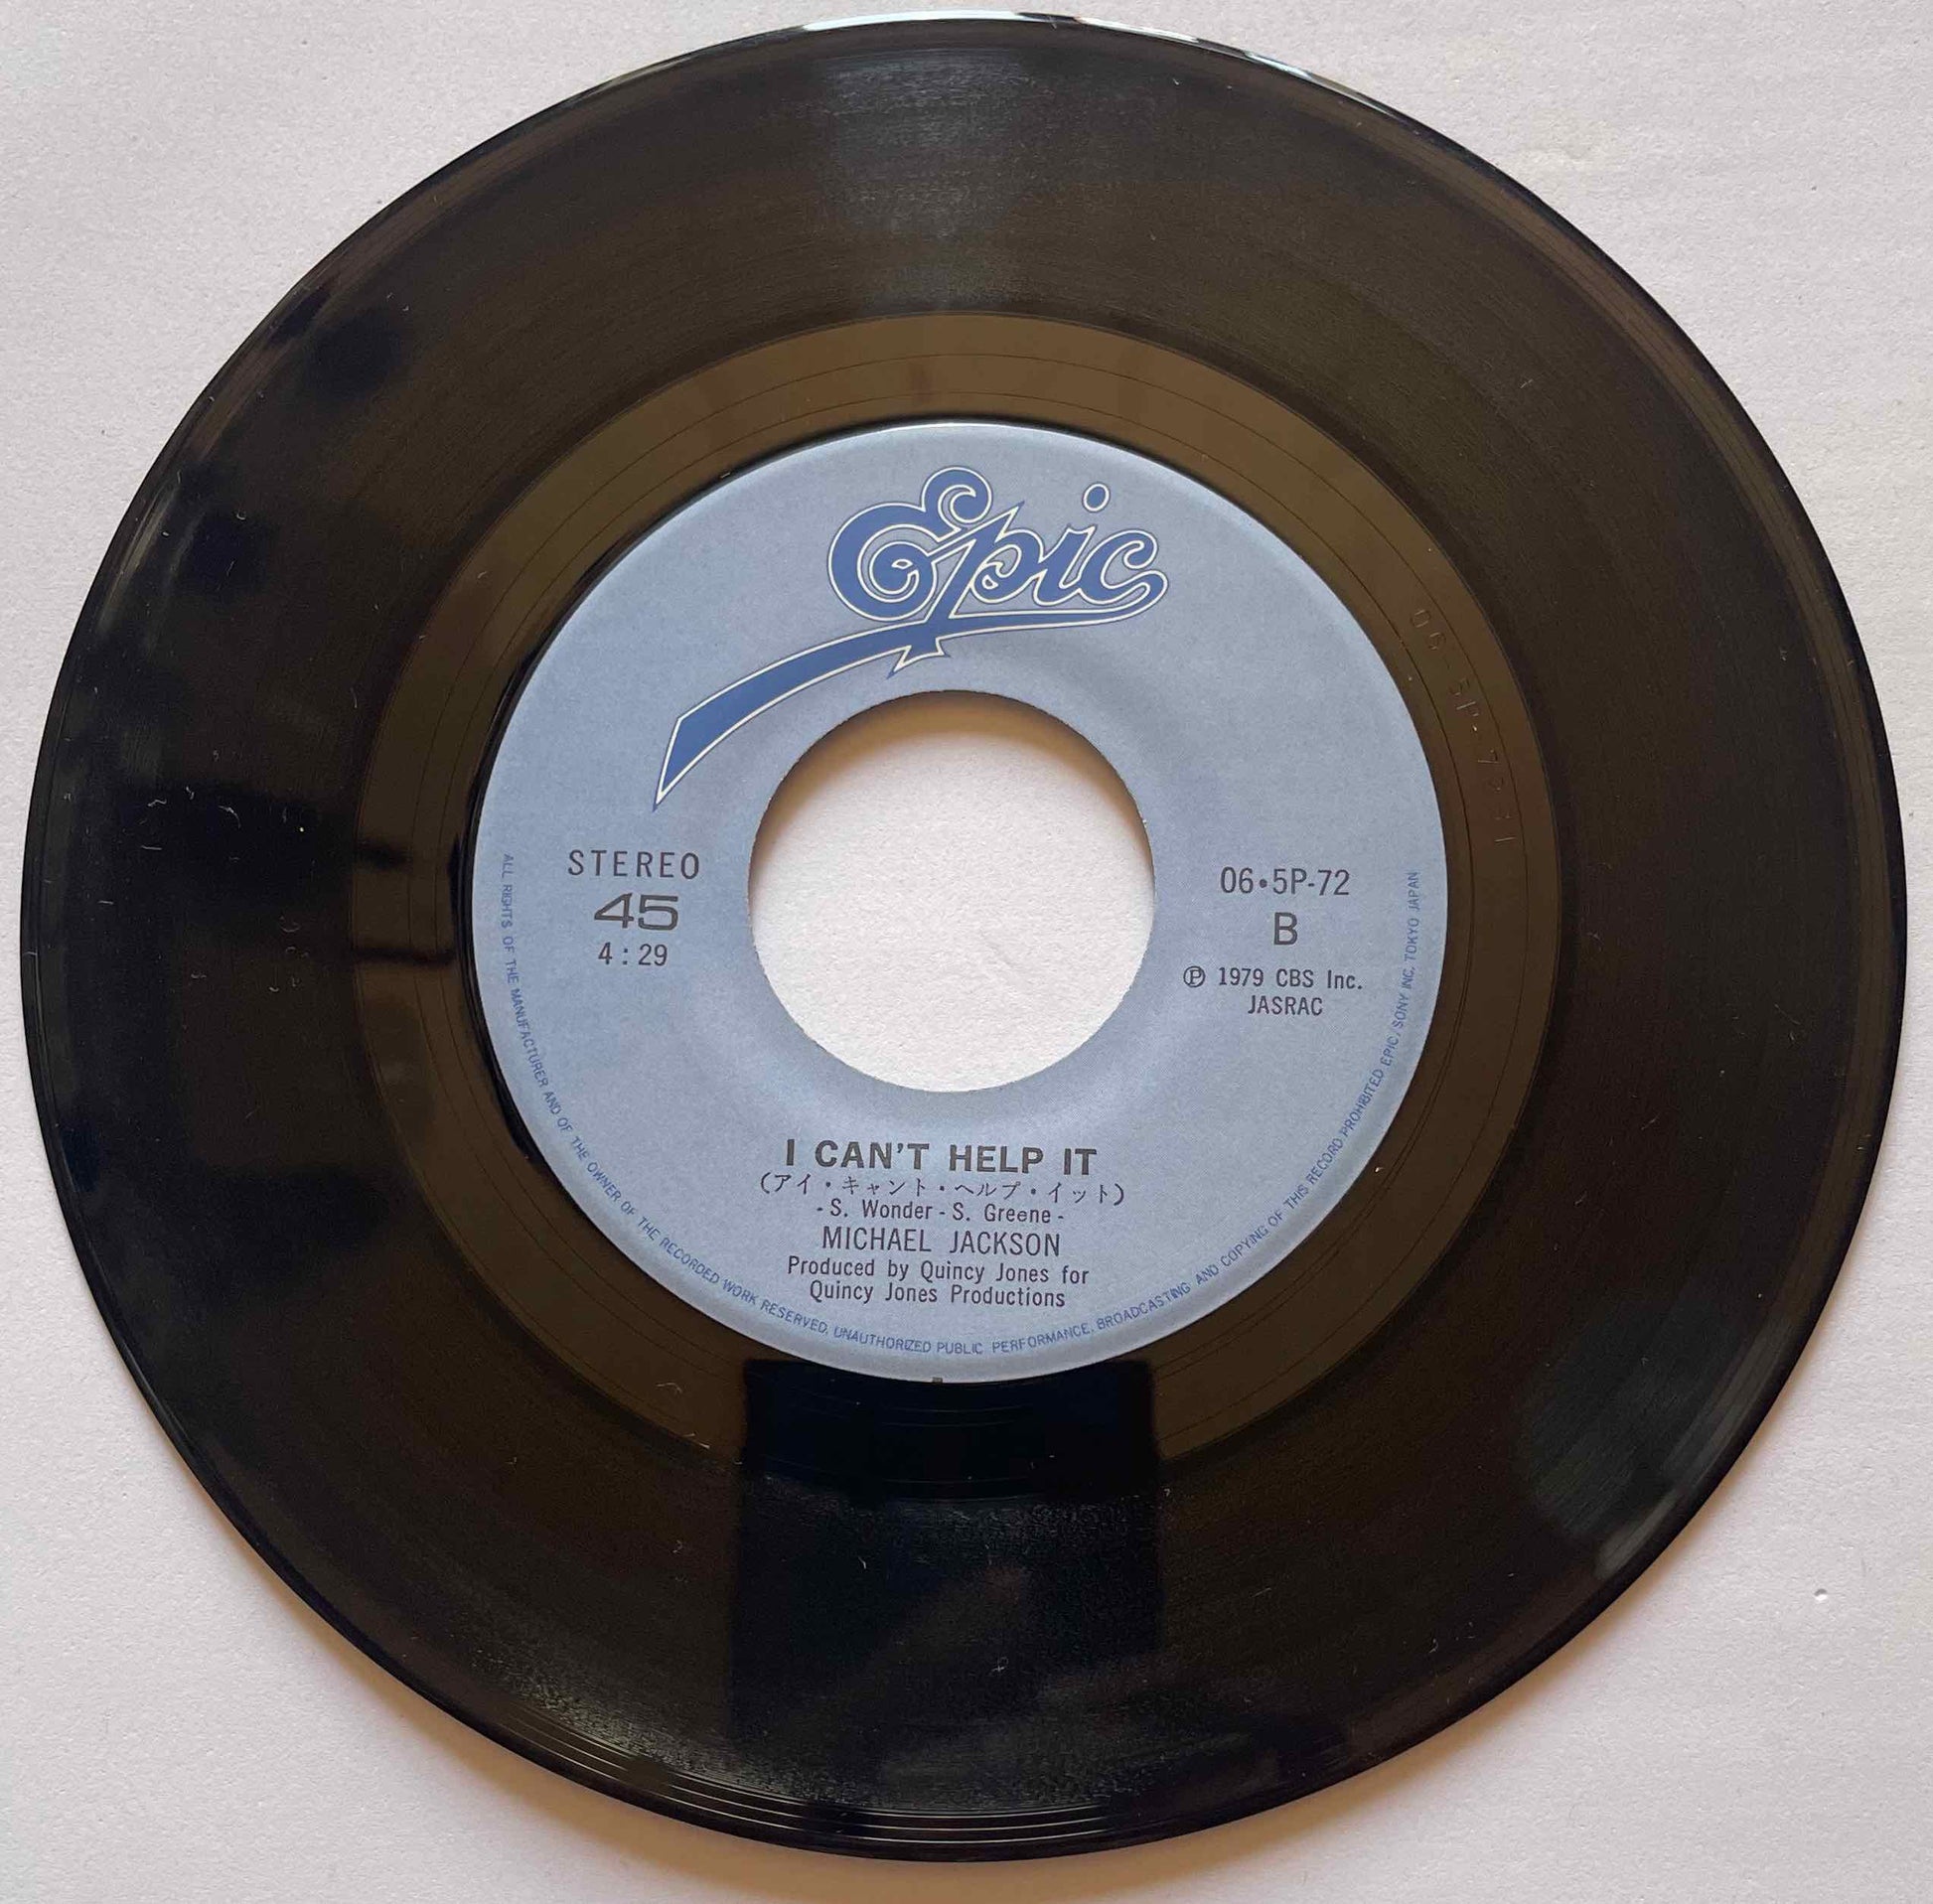 Epic
STEREO
45
4:29
06•5P-72
B
Ⓟ 1979 CBS Inc.
JASRAC
I CAN'T HELP IT
(アイ・キャント・ヘルプ・イット)
- S. Wonder - S. Greene -
MICHAEL JACKSON
Produced by Quincy Jones for
Quincy Jones Productions
ALL RIGHTS OF THE MANUFACTURER AND OF THE OWNER OF THE RECORDED WORK RESERVED. UNAUTHORIZED PUBLIC PERFORMANCE, BROADCASTING AND COPYING OF THIS RECORD PROHIBITED EPIC/SONY INC. TOKYO JAPAN